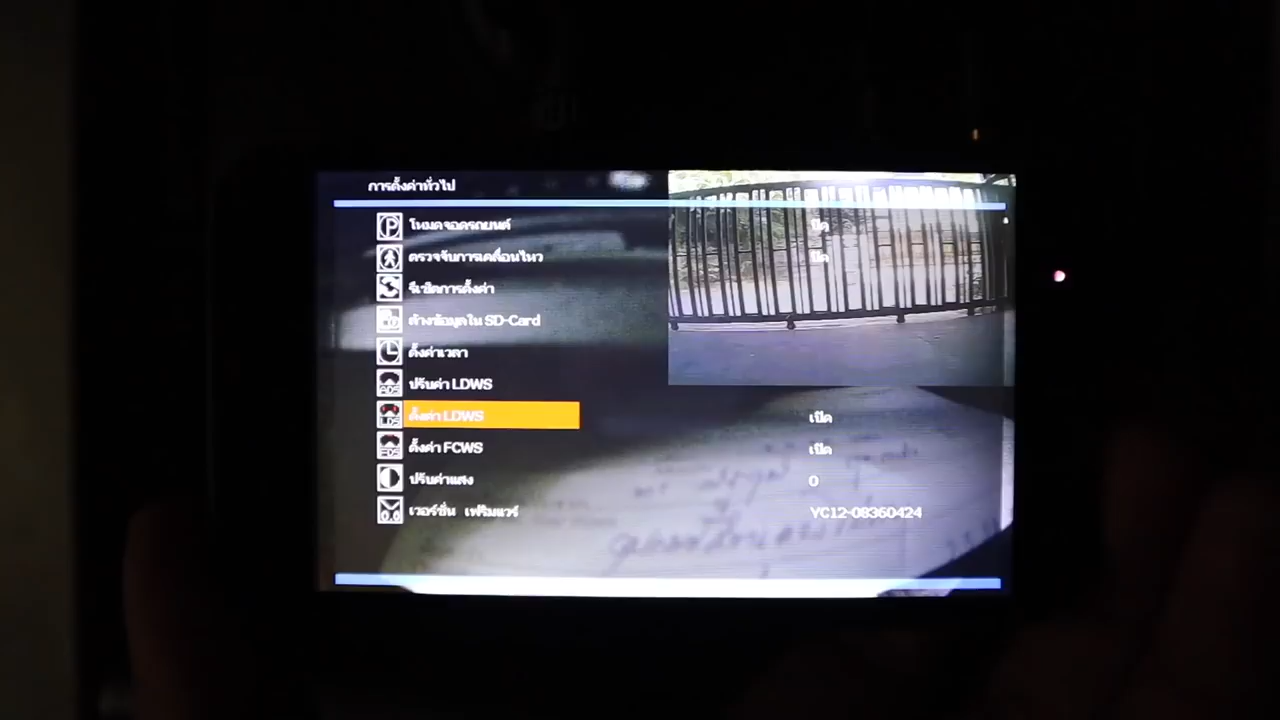 การตั้งค่าทั่วไป
โหมดจอดรถยนต์ ปิด
ตรวจจับการเคลื่อนไหว ปิด
รีเซ็ตการตั้งค่า
ล้างข้อมูลใน SD-Card
ตั้งค่าเวลา
ปรับค่า LDWS
ตั้งค่า LDWS เปิด
ตั้งค่า FCWS เปิด
ปรับค่าแสง 0
เวอร์ชั่น เฟริมแวร์ YC12-08360424